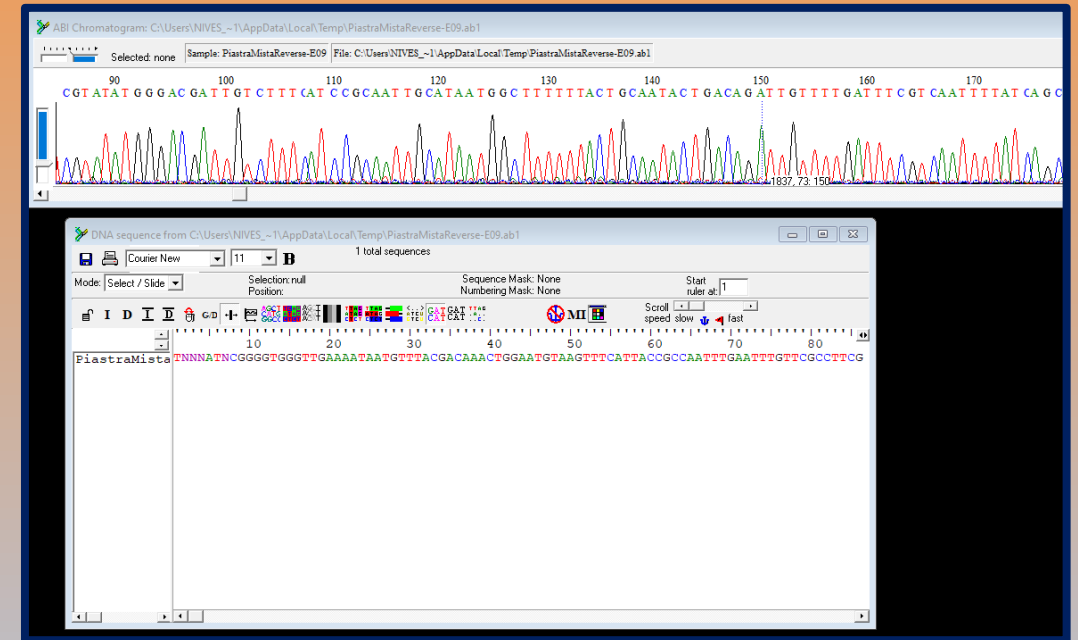 ABI Chromatogram: C:\Users\NIVES_~1\AppData\Local\Temp\PiastraMistaReverse-E09.ab1
Selected: none Sample: PiastraMistaReverse-E09 File: C:\Users\NIVES_~1\AppData\Local\Temp\PiastraMistaReverse-E09.ab1
90 100 110 120 130 140 150 160 170
CGTATATGGGACGATTGTCTTTCATCCGCAATTGCATAATGGCTTTTTTACTGCAATACTGACAGATTGTTTTGATTTCGTCAATTTTATCAGC
1837, 73: 150
DNA sequence from C:\Users\NIVES_~1\AppData\Local\Temp\PiastraMistaReverse-E09.ab1
Courier New 11 B 1 total sequences
Mode: Select / Slide Selection: null Sequence Mask: None Start
Position: Numbering Mask: None ruler at: 1
I D I D G/D MI Scroll
speed slow fast
10 20 30 40 50 60 70 80
PiastraMista TNNNATNCGGGGTGGGTTGAAAATAATGTTTACGACAAACTGGAATGTAAGTTTCATTACCGCCAATTTGAATTTGTTCGCCTTCG